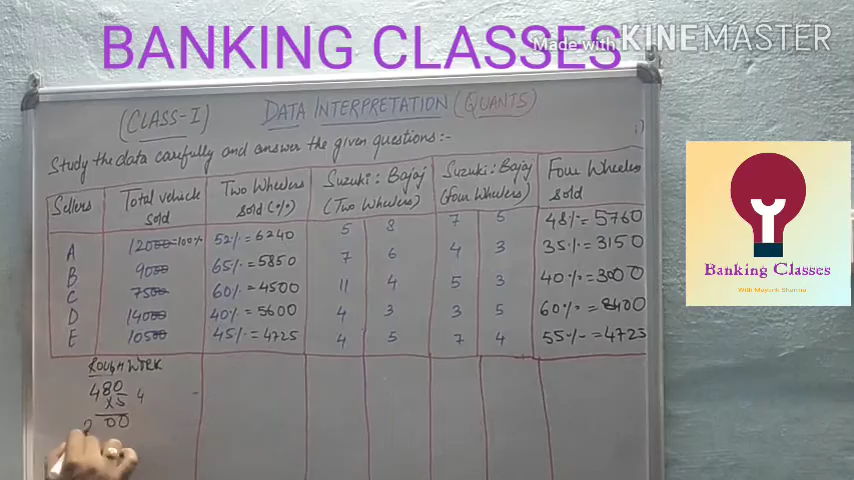 BANKING CLASSES
Made with KINEMASTER
(CLASS-I) DATA INTERPRETATION (QUANTS)
Study the data carefully and answer the given questions:-
Sellers | Total vehicle sold | Two Wheelers sold (%) | Suzuki : Bajaj (Two Wheelers) | Suzuki : Bajaj (Four Wheelers) | Four Wheelers sold
A 12000=100% 52%=6240 5 8 7 5 48%=5760
B 9000 65%=5850 7 6 4 3 35%=3150
C 7500 60%=4500 11 4 5 3 40%=3000
D 14000 40%=5600 4 3 3 5 60%=8400
E 10500 45%=4725 4 5 7 4 55%=4725
ROUGH WORK
480 4
x5
00
Banking Classes
With Mayank Sharma